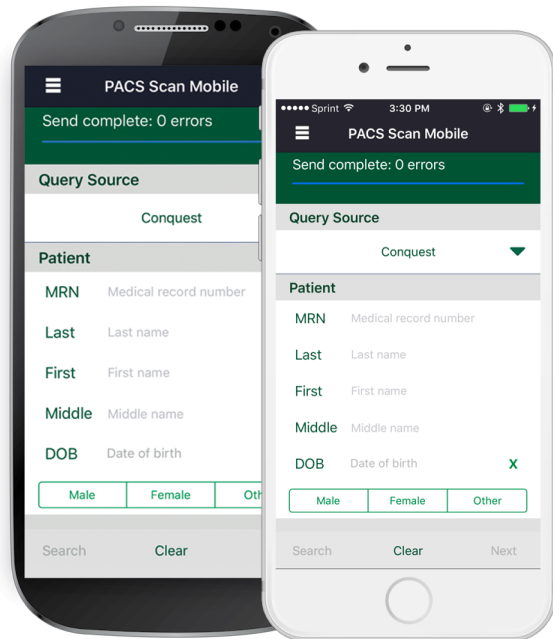 PACS Scan Mobile
Send complete: 0 errors
Query Source
Conquest
Patient
MRN Medical record number
Last Last name
First First name
Middle Middle name
DOB Date of birth
Male Female Oth
Search Clear
Sprint 3:30 PM
PACS Scan Mobile
Send complete: 0 errors
Query Source
Conquest
Patient
MRN Medical record number
Last Last name
First First name
Middle Middle name
DOB Date of birth X
Male Female Other
Search Clear Next